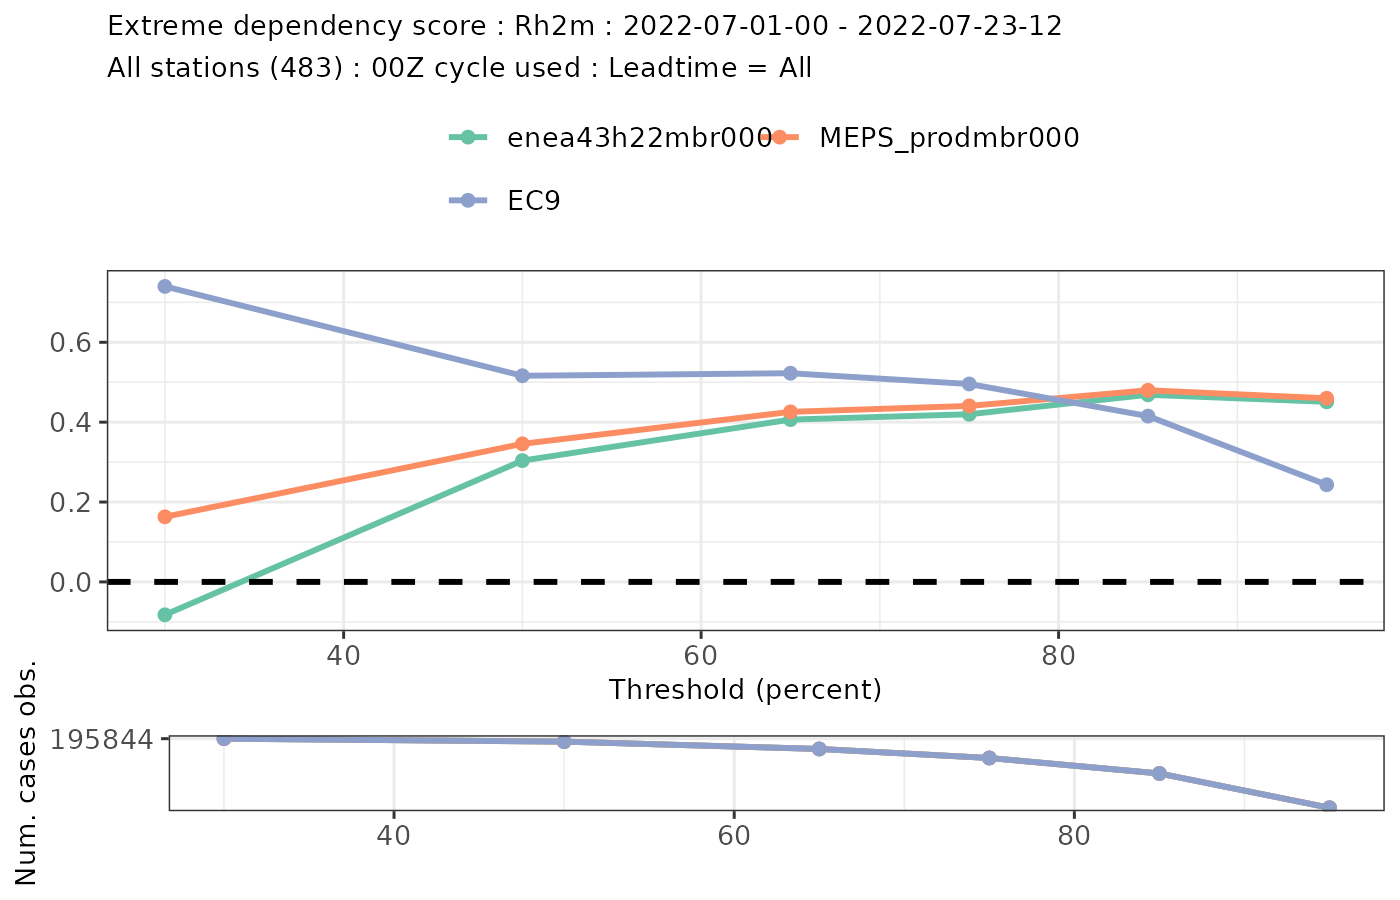 Extreme dependency score : Rh2m : 2022-07-01-00 - 2022-07-23-12
All stations (483) : 00Z cycle used : Leadtime = All
enea43h22mbr000 MEPS_prodmbr000
EC9
0.6
0.4
0.2
0.0
40 60 80
Threshold (percent)
Num. cases obs.
195844
40 60 80